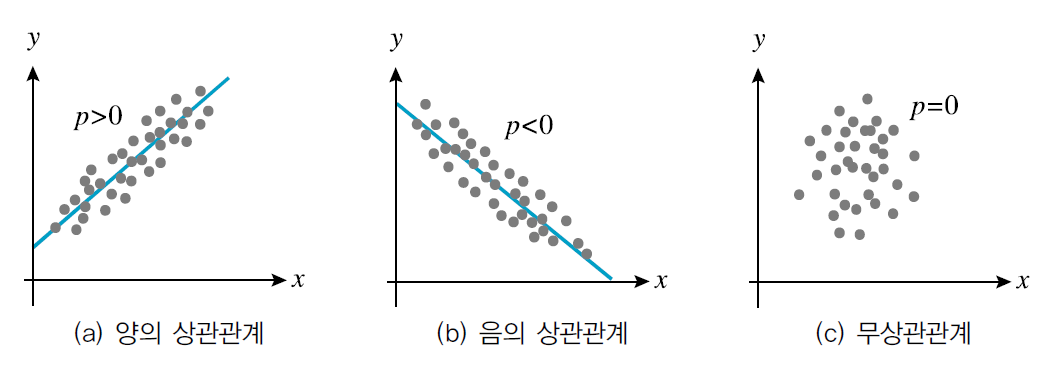 y
p>0
x
(a) 양의 상관관계
y
p<0
x
(b) 음의 상관관계
y
p=0
x
(c) 무상관관계